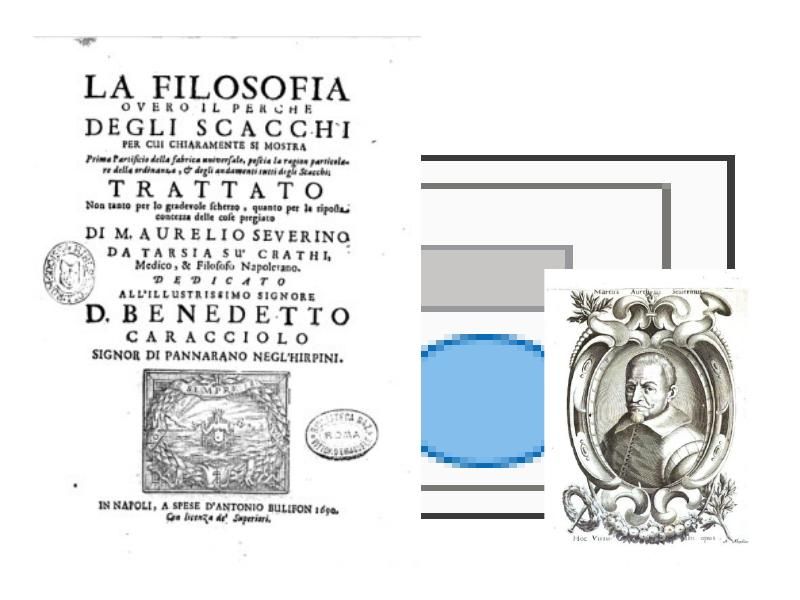 LA FILOSOFIA
OVERO IL PERCHE
DEGLI SCACCHI
PER CUI CHIARAMENTE SI MOSTRA
Prima l'artificio della fabrica universale, poscia la ragion particola-
re della ordinanza, & degli andamenti tutti degli Scacchi;
TRATTATO
Non tanto per lo gradevole scherzo, quanto per la riposta
contezza delle cose pregiato
DI M. AURELIO SEVERINO
DA TARSIA SU' CRATHI,
Medico, & Filosofo Napoletano.
DEDICATO
ALL'ILLUSTRISSIMO SIGNORE
D. BENEDETTO
CARACCIOLO
SIGNOR DI PANNARANO NEGL'HIRPINI.
SEMPRE
ROMA
IN NAPOLI, A SPESE D'ANTONIO BULIFON 1690.
Con licenza de' Superiori.
Marcus Aurelius Severinus
Hoc